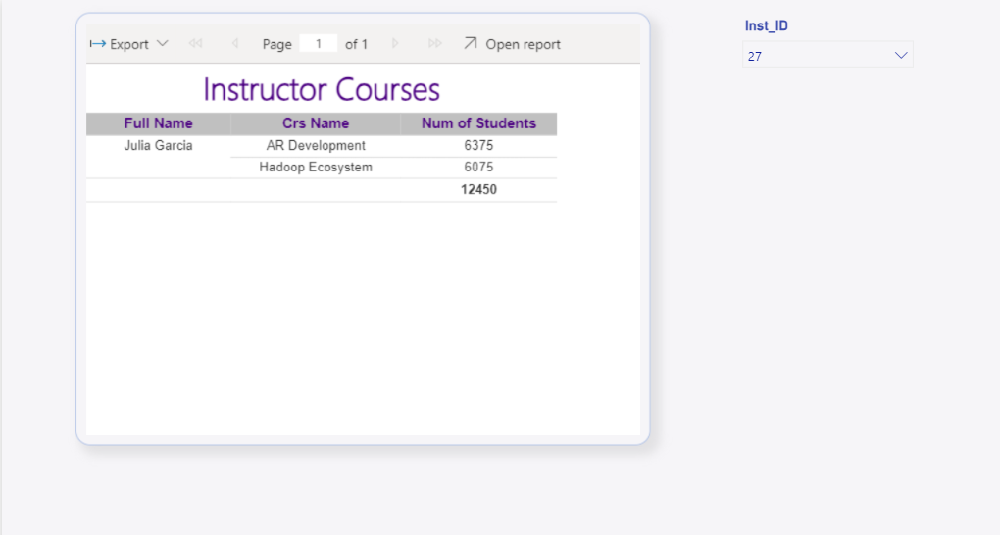 Export Page 1 of 1 Open report
Inst_ID
27
Instructor Courses
Full Name Crs Name Num of Students
Julia Garcia AR Development 6375
Hadoop Ecosystem 6075
12450